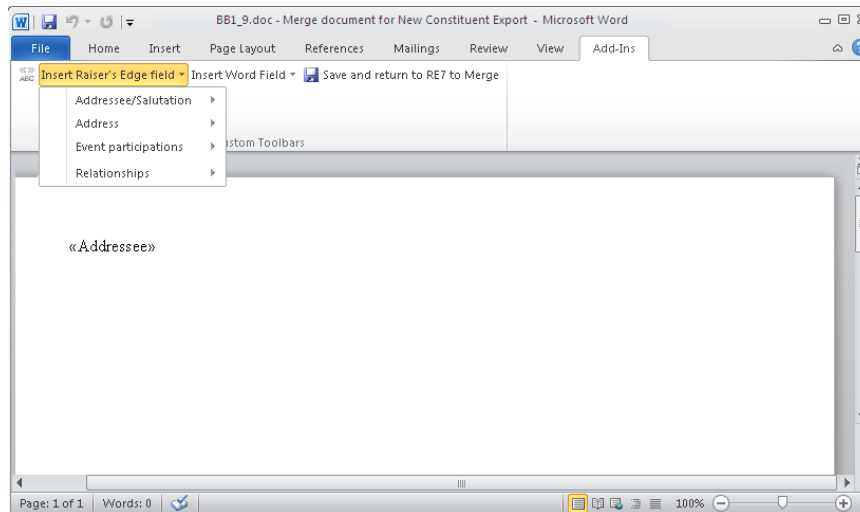 BB1_9.doc - Merge document for New Constituent Export - Microsoft Word
File Home Insert Page Layout References Mailings Review View Add-Ins
«» ABC Insert Raiser's Edge field Insert Word Field Save and return to RE7 to Merge
Addressee/Salutation
Address
Event participations
ustom Toolbars
Relationships
«Addressee»
Page: 1 of 1 Words: 0 100%